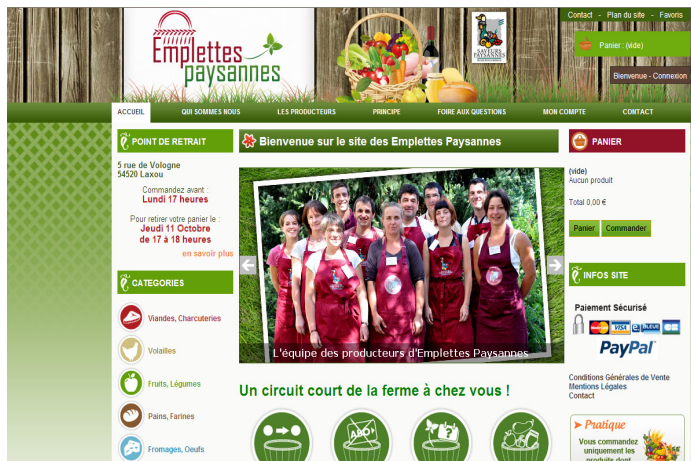 Emplettes
paysannes
SAVEURS
PAYSANNES
Contact - Plan du site - Favoris
Panier : (vide)
Bienvenue - Connexion
ACCUEIL QUI SOMMES NOUS LES PRODUCTEURS PRINCIPE FOIRE AUX QUESTIONS MON COMPTE CONTACT
POINT DE RETRAIT
5 rue de Vologne
54520 Laxou
Commandez avant :
Lundi 17 heures
Pour retirer votre panier le :
Jeudi 11 Octobre
de 17 à 18 heures
en savoir plus
CATEGORIES
Viandes, Charcuteries
Volailles
Fruits, Légumes
Pains, Farines
Fromages, Oeufs
Bienvenue sur le site des Emplettes Paysannes
L'équipe des producteurs d'Emplettes Paysannes
Un circuit court de la ferme à chez vous !
ABO
PANIER
(vide)
Aucun produit
Total 0,00 €
Panier Commander
INFOS SITE
Paiement Sécurisé
VISA BLEUE
PayPal
Conditions Générales de Vente
Mentions Légales
Contact
Pratique
Vous commandez
uniquement les
produits dont